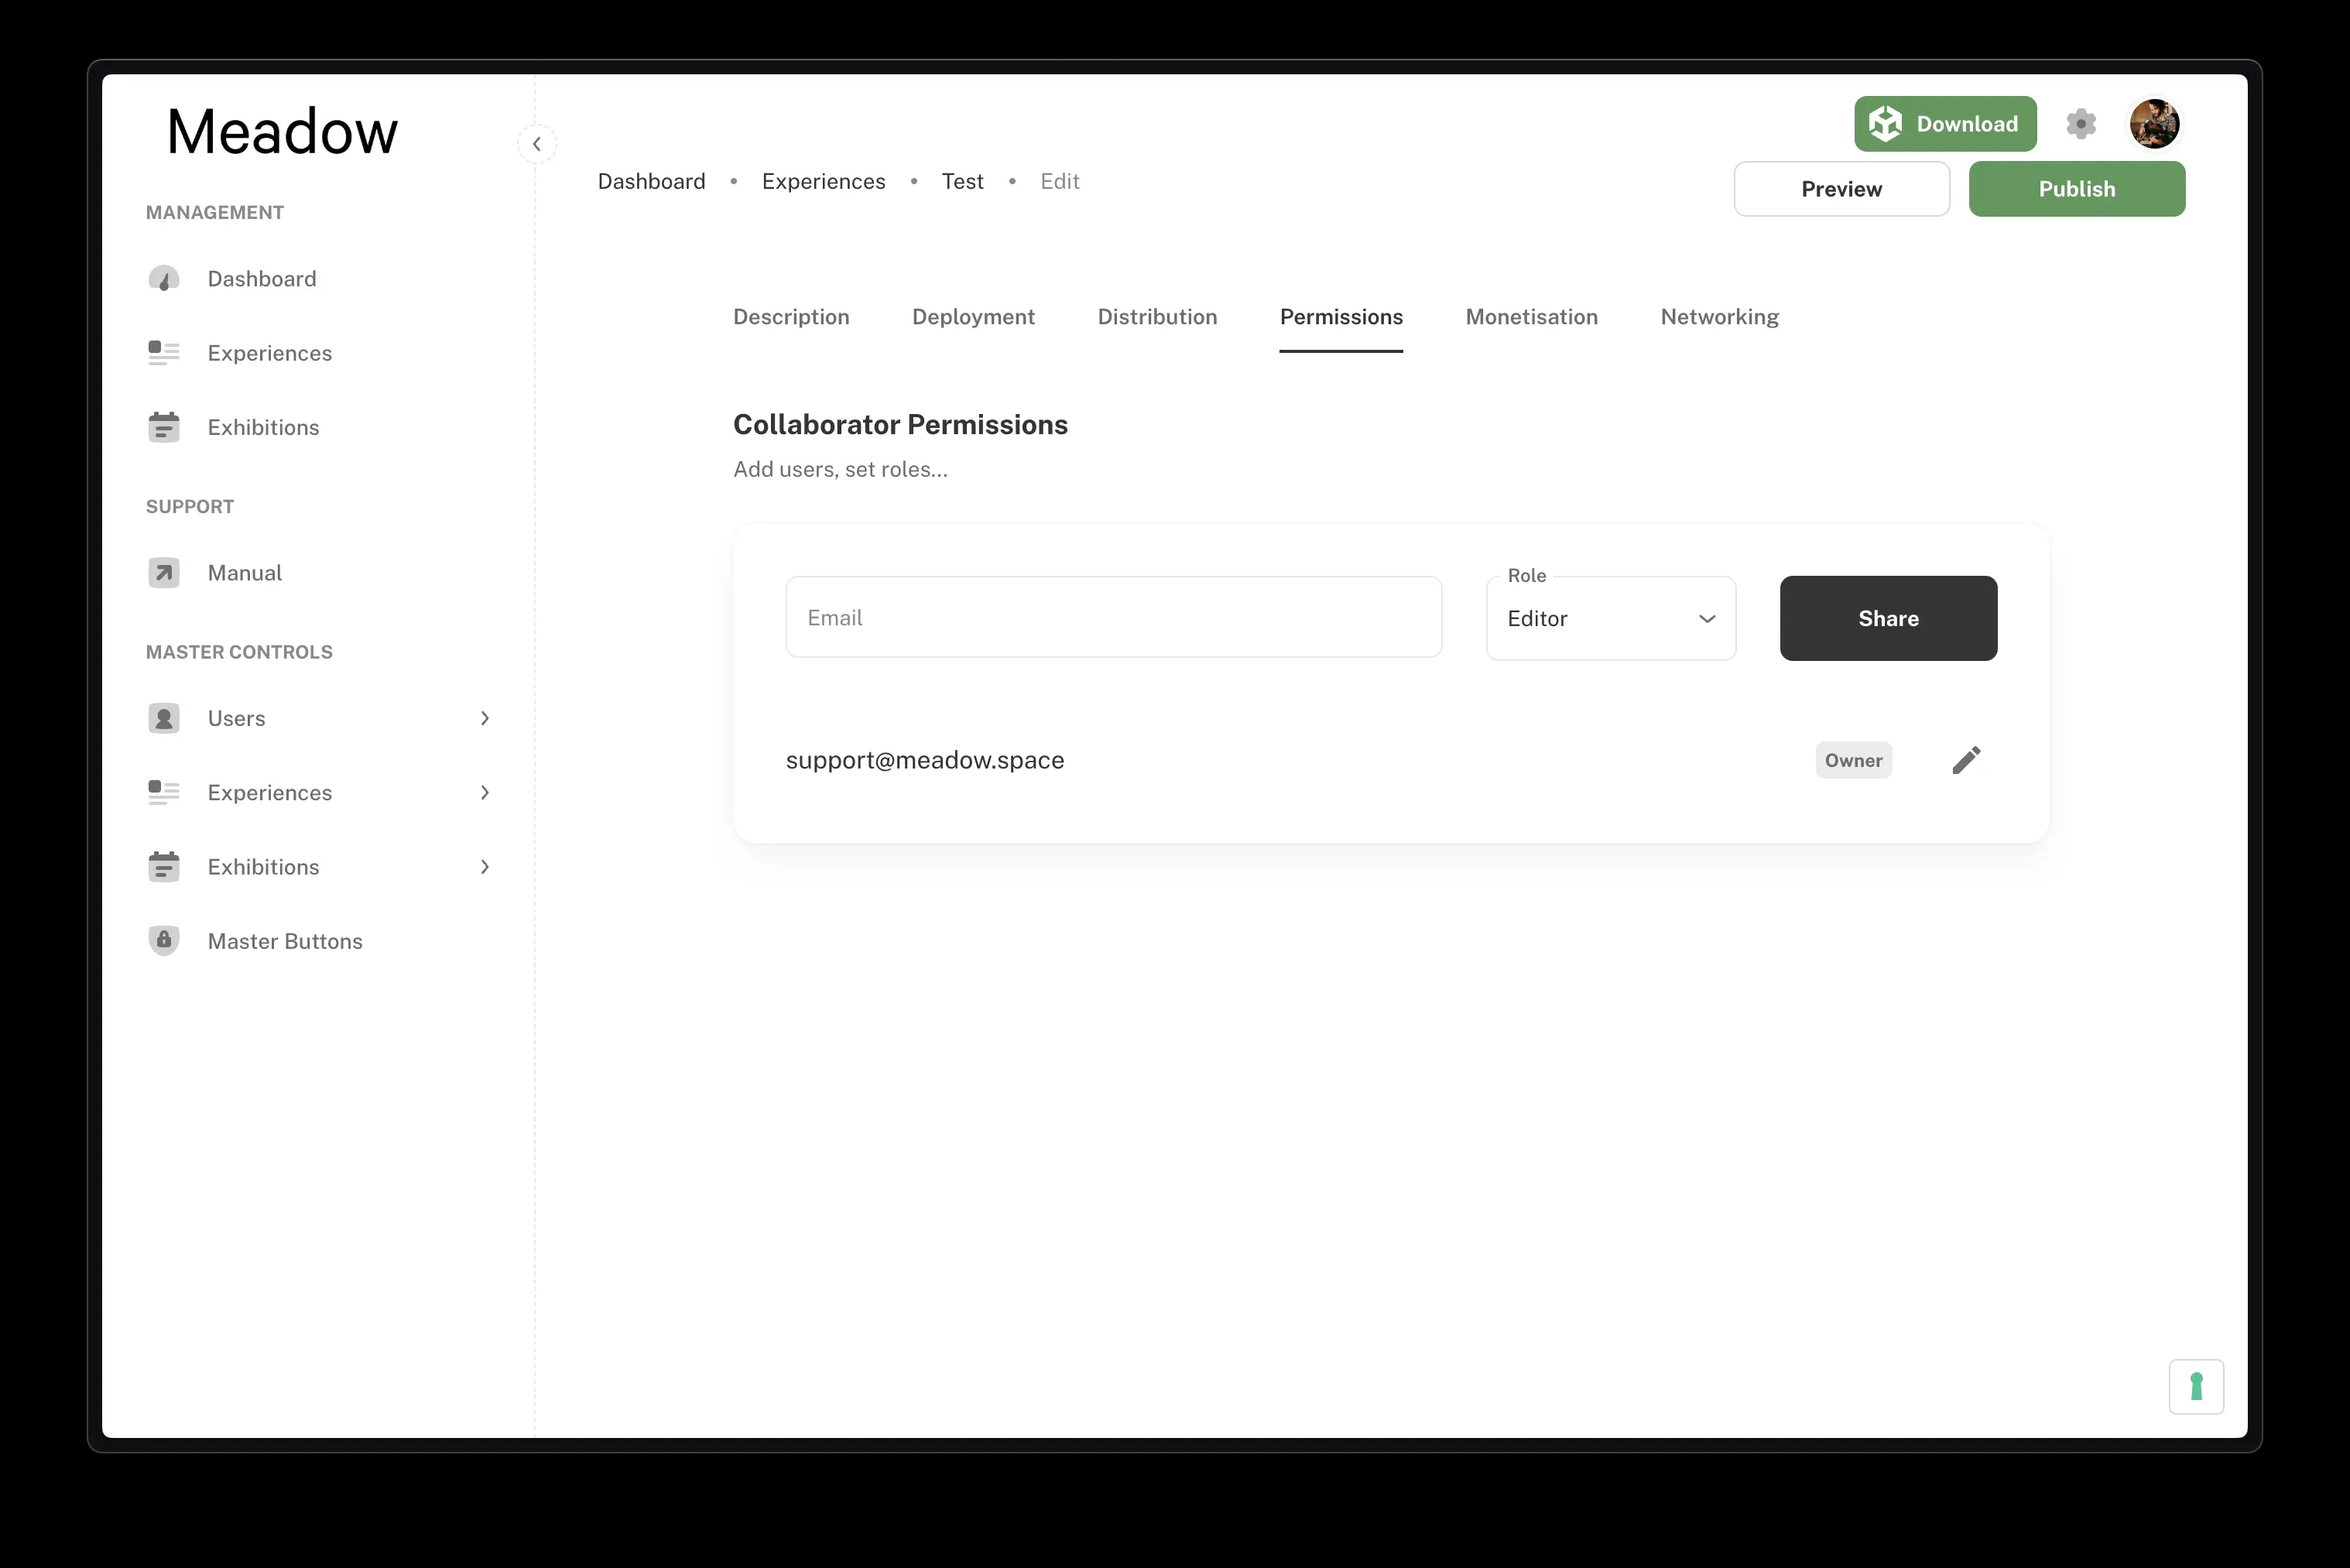 Meadow
MANAGEMENT
Dashboard
Experiences
Exhibitions
SUPPORT
Manual
MASTER CONTROLS
Users
Experiences
Exhibitions
Master Buttons
Download
Dashboard • Experiences • Test • Edit
Preview
Publish
Description Deployment Distribution Permissions Monetisation Networking
Collaborator Permissions
Add users, set roles...
Role
Email
Editor
Share
support@meadow.space
Owner